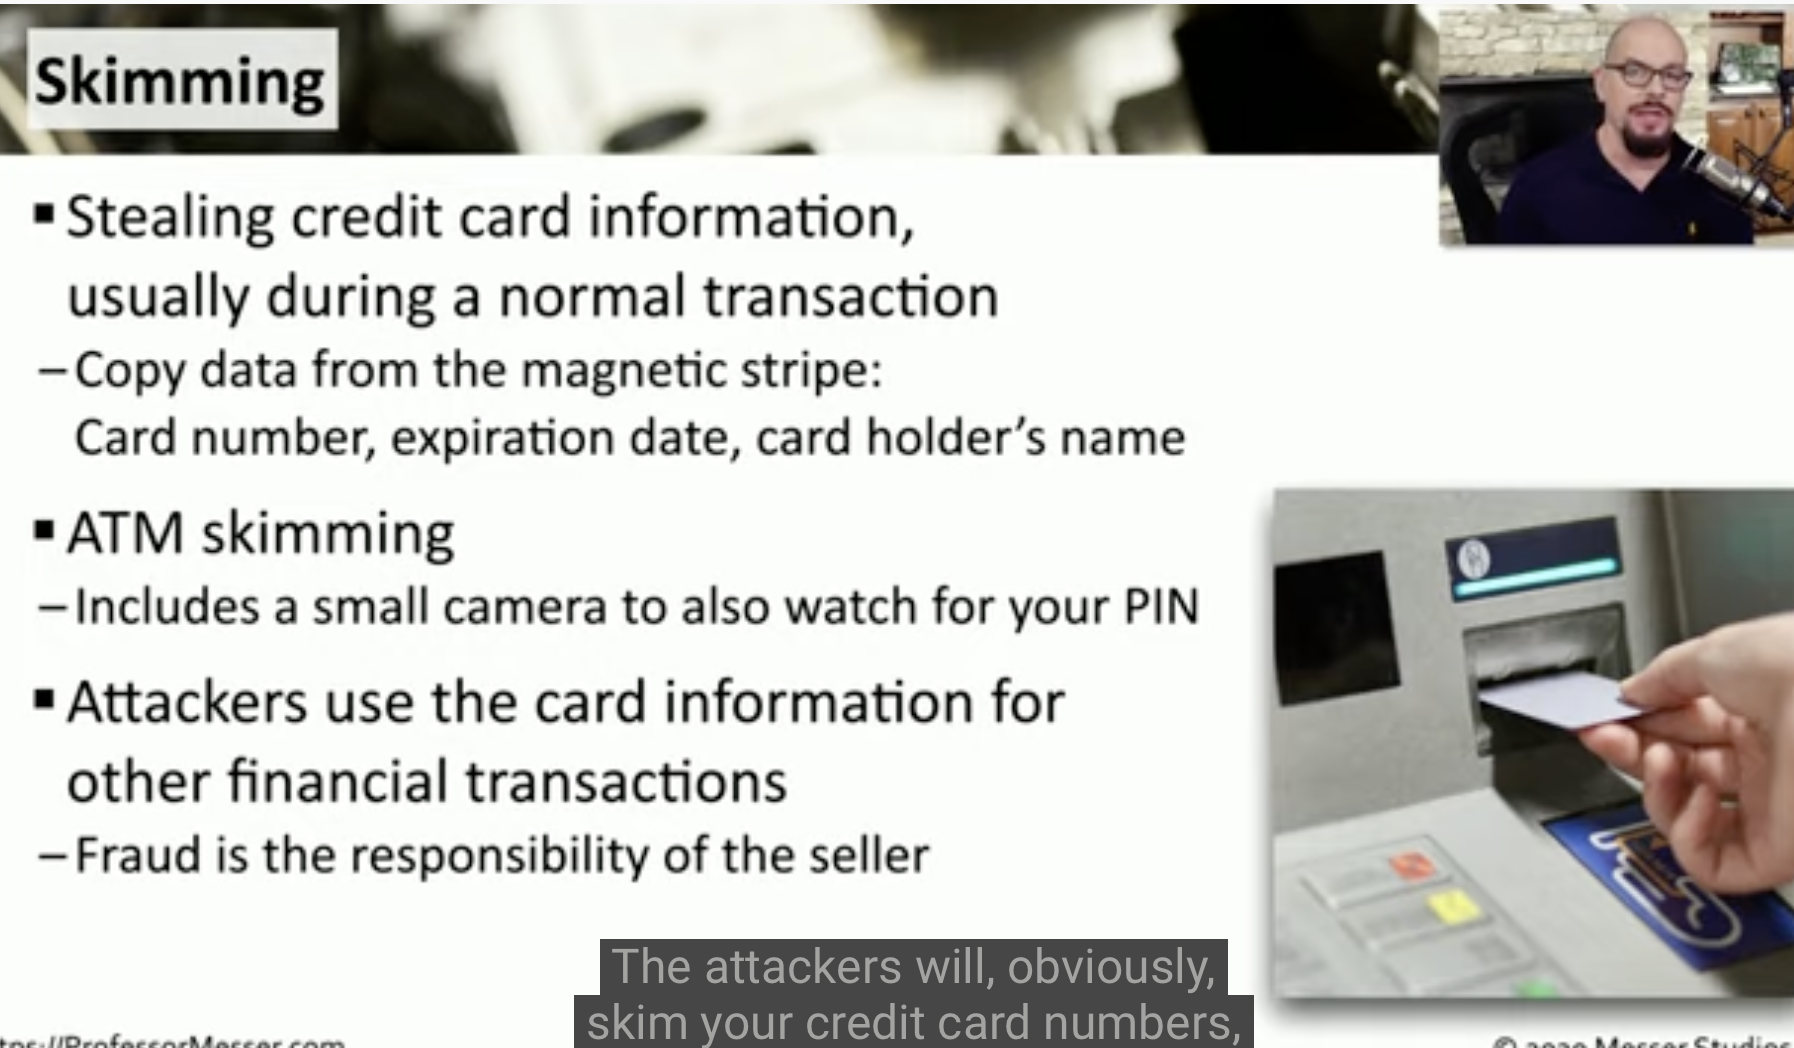 Skimming
▪ Stealing credit card information,
usually during a normal transaction
– Copy data from the magnetic stripe:
Card number, expiration date, card holder's name
▪ ATM skimming
– Includes a small camera to also watch for your PIN
▪ Attackers use the card information for
other financial transactions
– Fraud is the responsibility of the seller
The attackers will, obviously,
skim your credit card numbers,
tps://ProfessorMesser.com
© 2020 Messer Studios